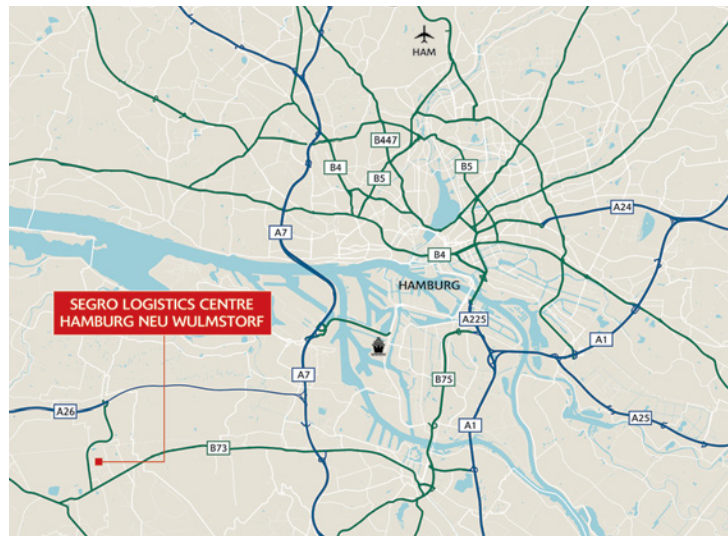 HAM
B447
B4
B5
B5
A24
A7
B4
SEGRO LOGISTICS CENTRE
HAMBURG NEU WULMSTORF
HAMBURG
A225
A1
A7
B75
A26
A25
A1
B73